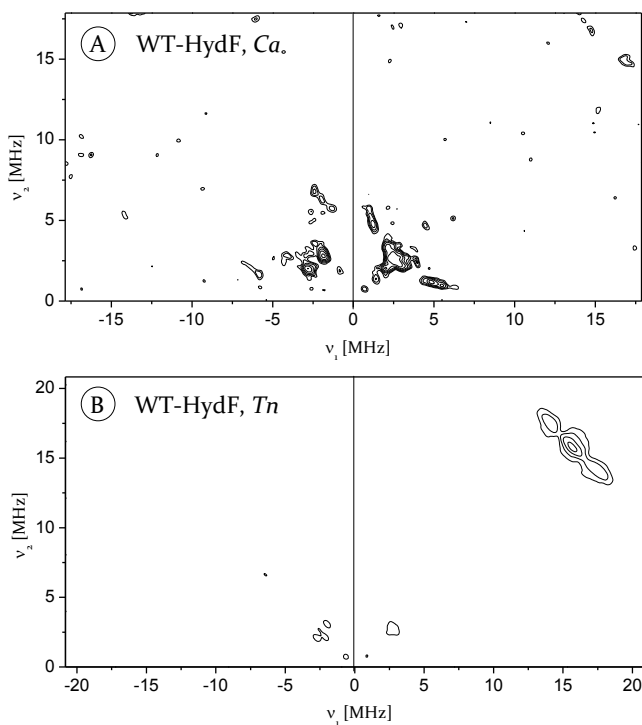 A WT-HydF, Ca.
15
10
5
0
ν₂ [MHz]
-15 -10 -5 0 5 10 15
ν₁ [MHz]
B WT-HydF, Tn
20
15
10
5
0
ν₂ [MHz]
-20 -15 -10 -5 0 5 10 15 20
ν₁ [MHz]